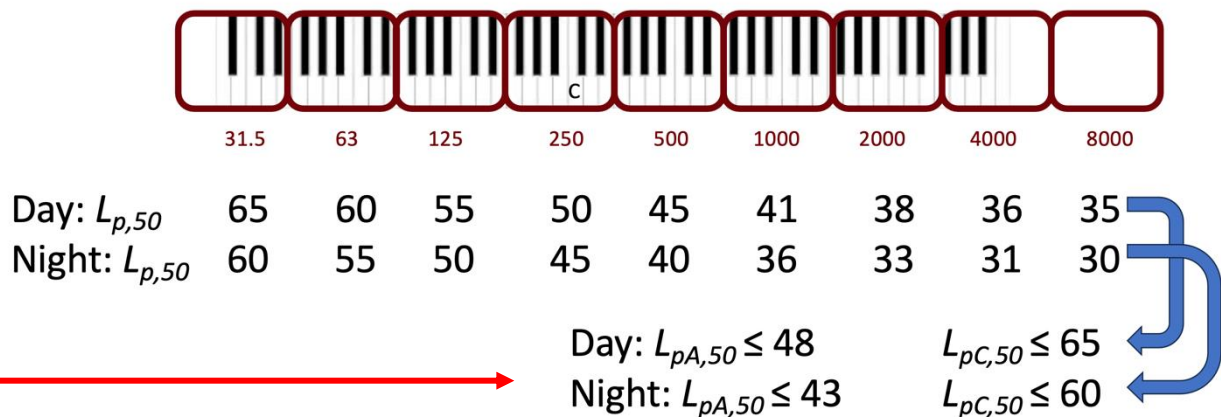 C
31.5 63 125 250 500 1000 2000 4000 8000
Day: Lp,50 65 60 55 50 45 41 38 36 35
Night: Lp,50 60 55 50 45 40 36 33 31 30
Day: LpA,50 ≤ 48 LpC,50 ≤ 65
Night: LpA,50 ≤ 43 LpC,50 ≤ 60